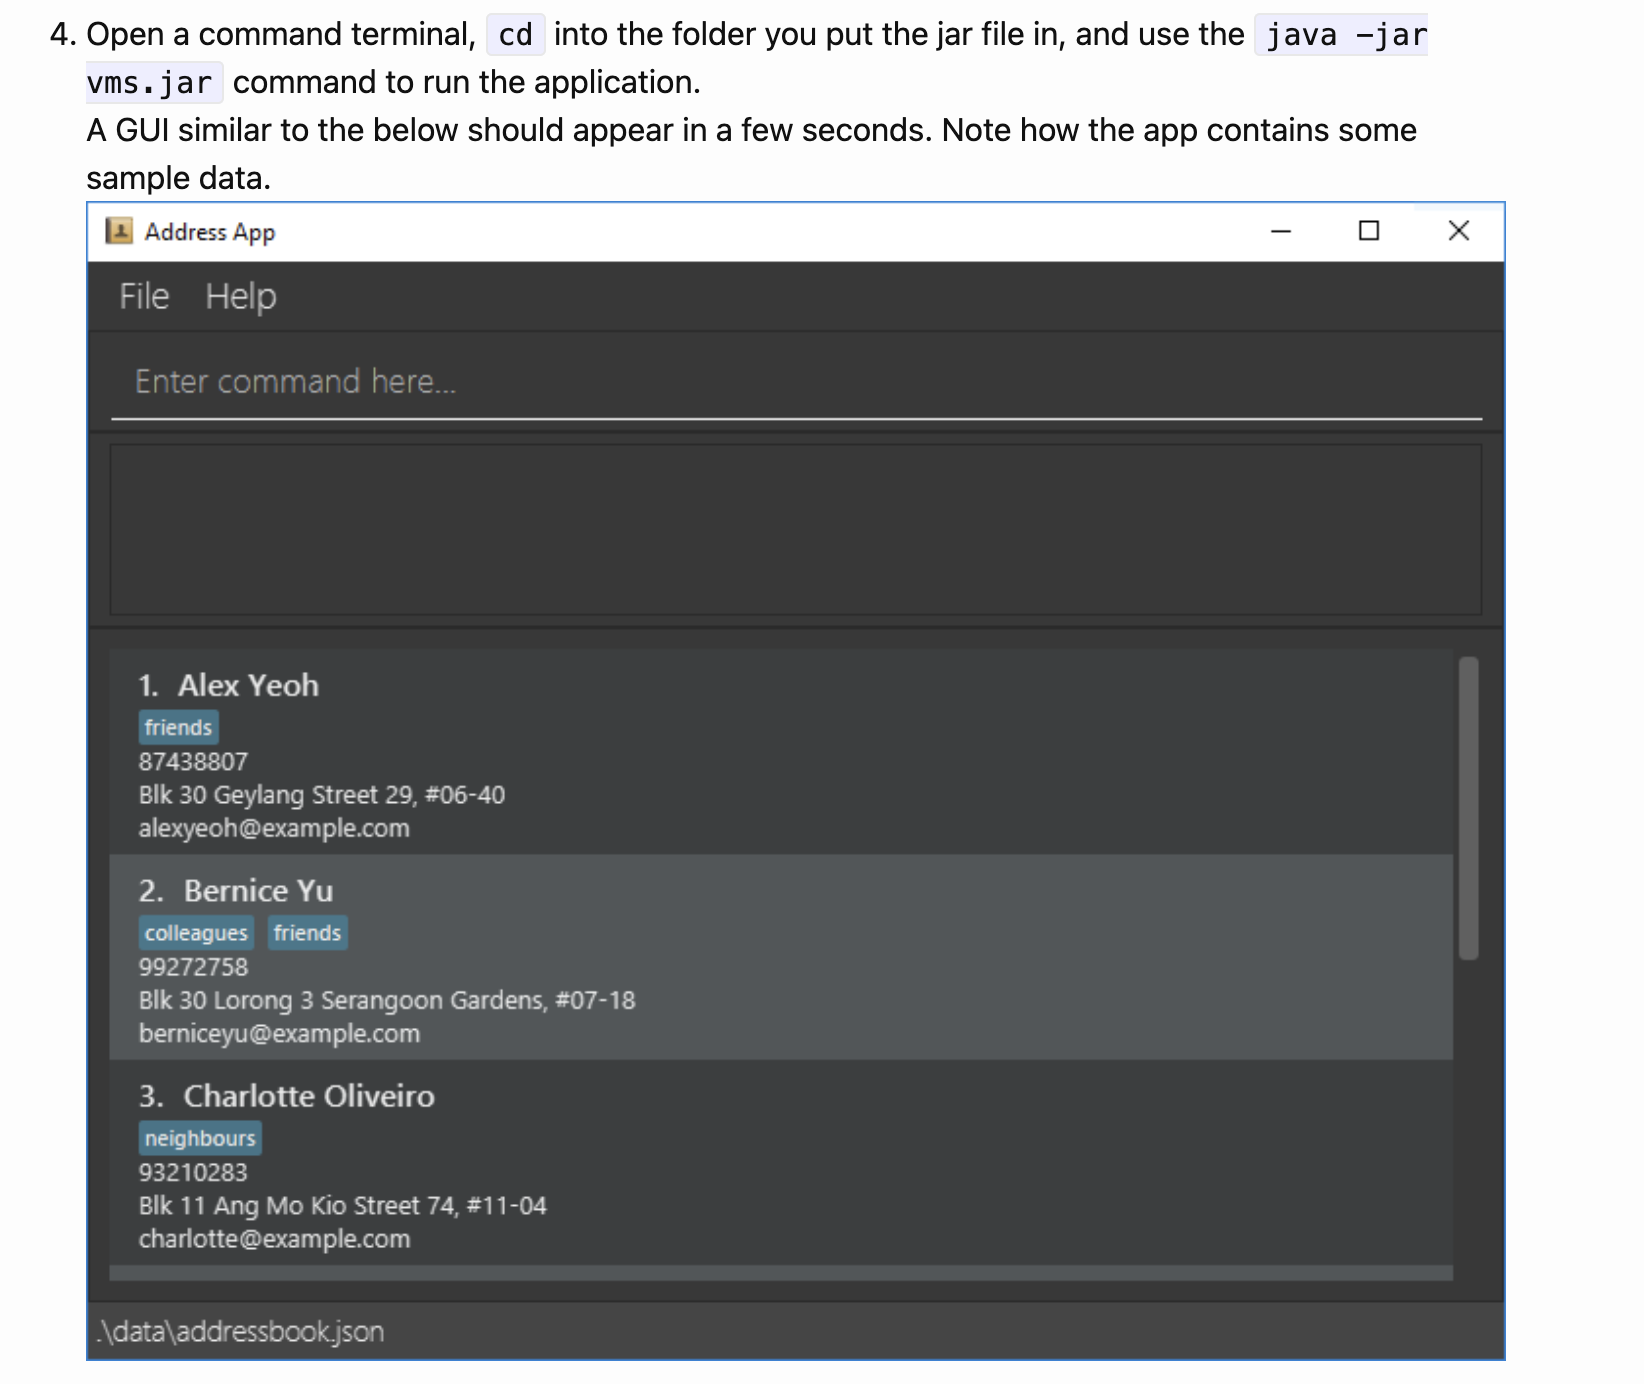 4. Open a command terminal, cd into the folder you put the jar file in, and use the java -jar
vms.jar command to run the application.
A GUI similar to the below should appear in a few seconds. Note how the app contains some
sample data.
Address App
File Help
Enter command here...
1. Alex Yeoh
friends
87438807
Blk 30 Geylang Street 29, #06-40
alexyeoh@example.com
2. Bernice Yu
colleagues friends
99272758
Blk 30 Lorong 3 Serangoon Gardens, #07-18
berniceyu@example.com
3. Charlotte Oliveiro
neighbours
93210283
Blk 11 Ang Mo Kio Street 74, #11-04
charlotte@example.com
.\data\addressbook.json